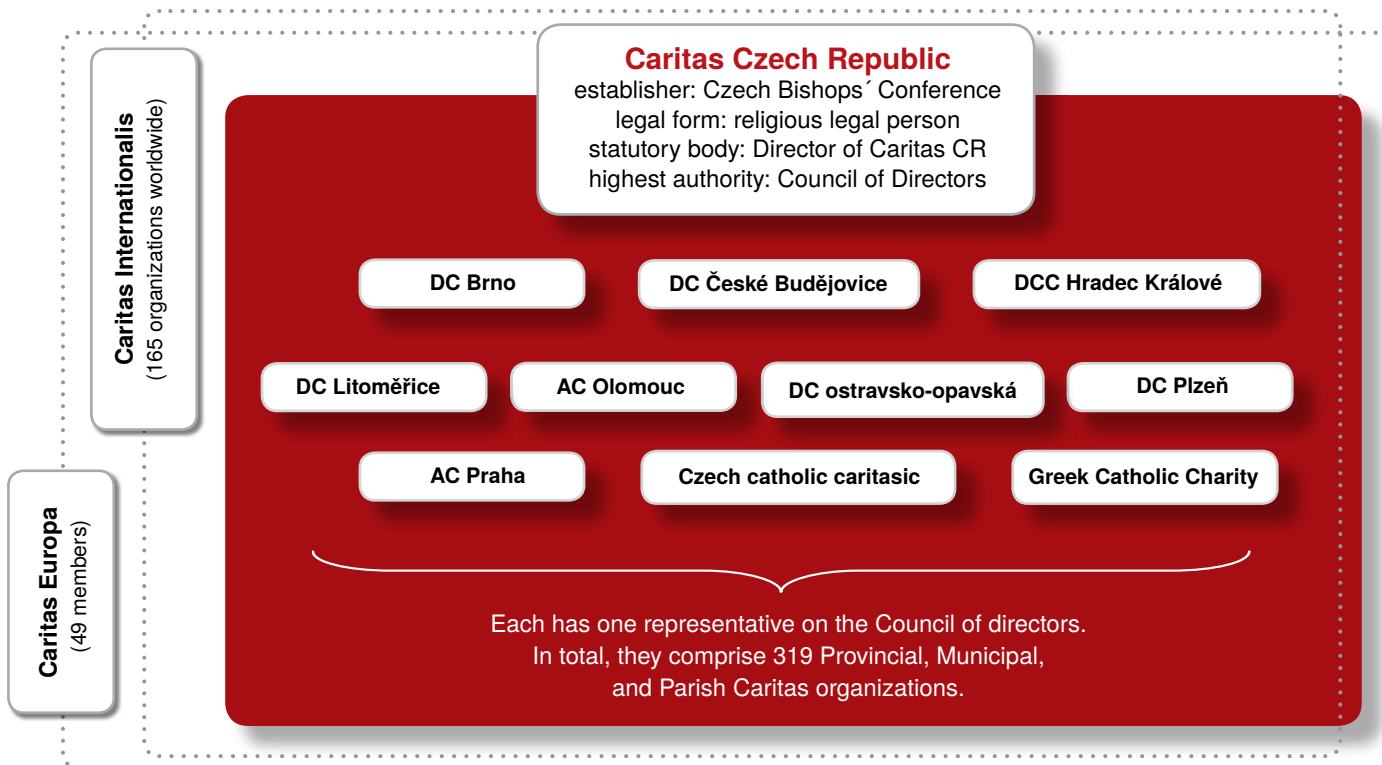 Caritas Czech Republic
establisher: Czech Bishops´ Conference
legal form: religious legal person
statutory body: Director of Caritas CR
highest authority: Council of Directors
Caritas Internationalis
(165 organizations worldwide)
Caritas Europa
(49 members)
DC Brno
DC České Budějovice
DCC Hradec Králové
DC Litoměřice
AC Olomouc
DC ostravsko-opavská
DC Plzeň
AC Praha
Czech catholic caritasic
Greek Catholic Charity
Each has one representative on the Council of directors.
In total, they comprise 319 Provincial, Municipal,
and Parish Caritas organizations.